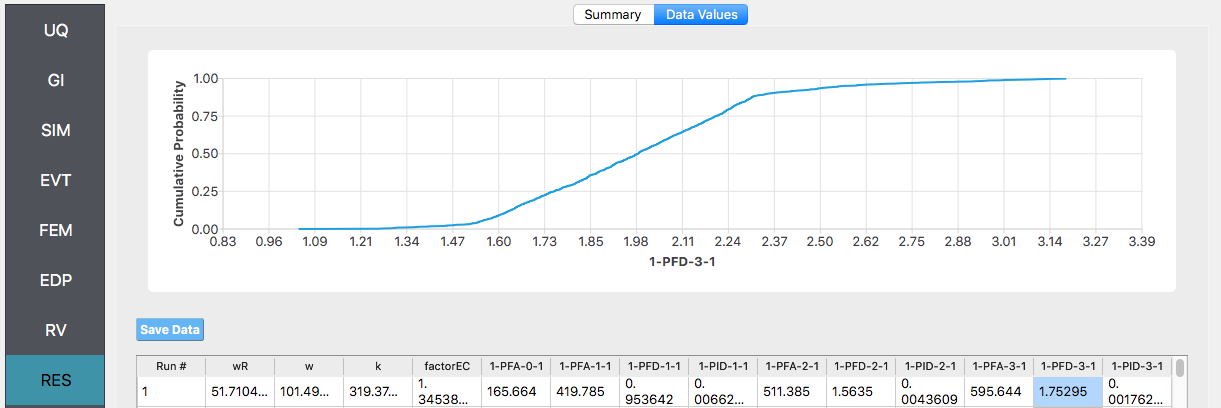 Summary Data Values
UQ
GI
SIM
EVT
FEM
EDP
RV
RES
Cumulative Probability
1.00
0.75
0.50
0.25
0.00
0.83 0.96 1.09 1.21 1.34 1.47 1.60 1.73 1.85 1.98 2.11 2.24 2.37 2.50 2.62 2.75 2.88 3.01 3.14 3.27 3.39
1-PFD-3-1
Save Data
Run # wR w k factorEC 1-PFA-0-1 1-PFA-1-1 1-PFD-1-1 1-PID-1-1 1-PFA-2-1 1-PFD-2-1 1-PID-2-1 1-PFA-3-1 1-PFD-3-1 1-PID-3-1
1 51.7104... 101.49... 319.37... 1. 165.664 419.785 0. 0. 511.385 1.5635 0. 595.644 1.75295 0.
34538... 953642 00662... 0043609 001762...